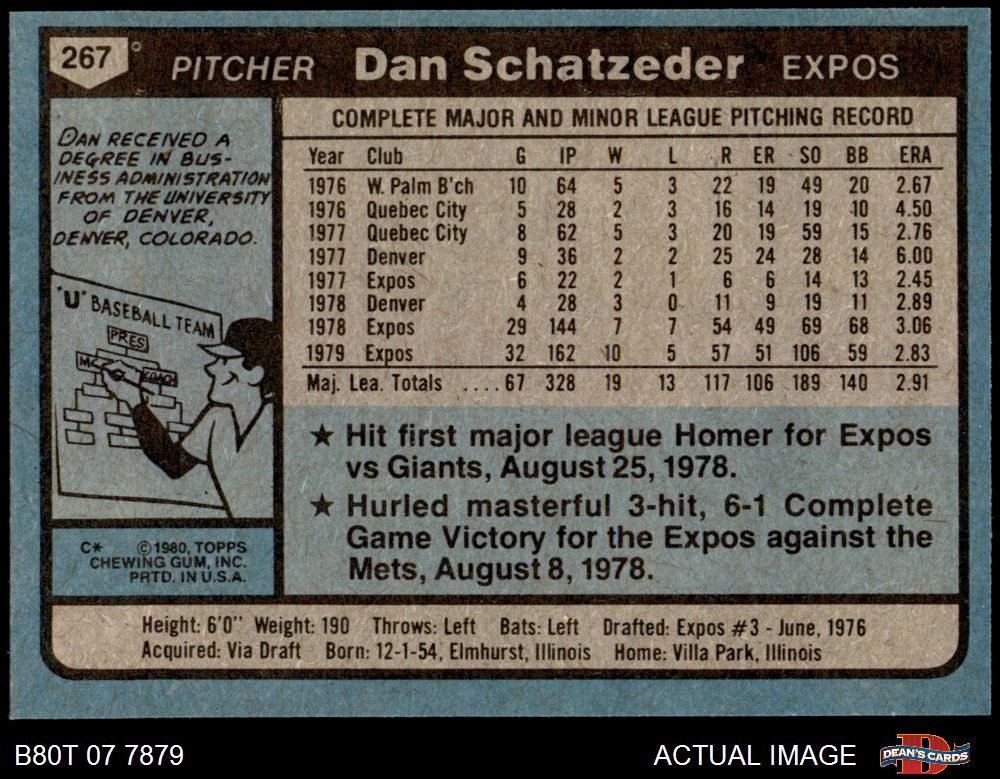 267
PITCHER Dan Schatzeder EXPOS
DAN RECEIVED A
DEGREE IN BUS-
INESS ADMINISTRATION
FROM THE UNIVERSITY
OF DENVER,
DENVER, COLORADO.
"U" BASEBALL TEAM
PRES
COACH
C* ©1980, TOPPS
CHEWING GUM, INC.
PRTD. IN U.S.A.
COMPLETE MAJOR AND MINOR LEAGUE PITCHING RECORD
Year Club G IP W L R ER SO BB ERA
1976 W. Palm B'ch 10 64 5 3 22 19 49 20 2.67
1976 Quebec City 5 28 2 3 16 14 19 10 4.50
1977 Quebec City 8 62 5 3 20 19 59 15 2.76
1977 Denver 9 36 2 2 25 24 28 14 6.00
1977 Expos 6 22 2 1 6 6 14 13 2.45
1978 Denver 4 28 3 0 11 9 19 11 2.89
1978 Expos 29 144 7 7 54 49 69 68 3.06
1979 Expos 32 162 10 5 57 51 106 59 2.83
Maj. Lea. Totals ....67 328 19 13 117 106 189 140 2.91
★ Hit first major league Homer for Expos
vs Giants, August 25, 1978.
★ Hurled masterful 3-hit, 6-1 Complete
Game Victory for the Expos against the
Mets, August 8, 1978.
Height: 6'0" Weight: 190 Throws: Left Bats: Left Drafted: Expos #3 - June, 1976
Acquired: Via Draft Born: 12-1-54, Elmhurst, Illinois Home: Villa Park, Illinois
B80T 07 7879
ACTUAL IMAGE
D
DEAN'S CARDS